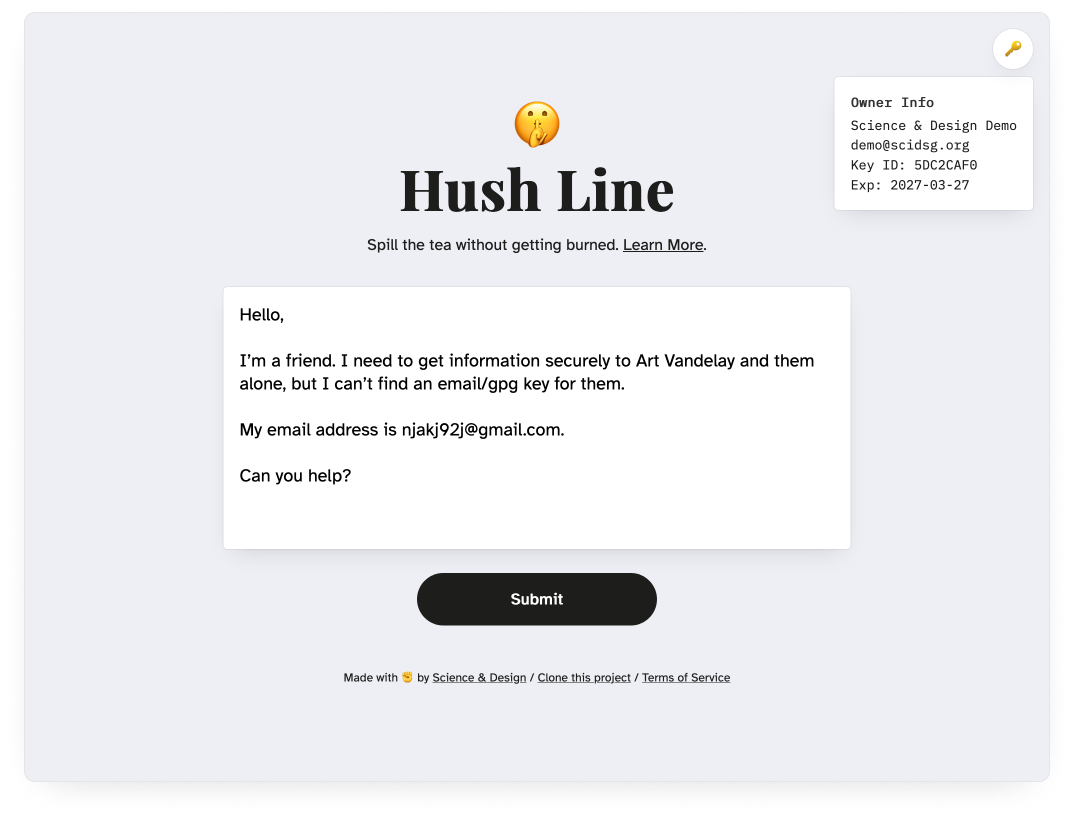 Hush Line
Spill the tea without getting burned. Learn More.
Owner Info
Science & Design Demo
demo@scidsg.org
Key ID: 5DC2CAF0
Exp: 2027-03-27
Hello,
I’m a friend. I need to get information securely to Art Vandelay and them
alone, but I can’t find an email/gpg key for them.
My email address is njakj92j@gmail.com.
Can you help?
Submit
Made with ✊ by Science & Design / Clone this project / Terms of Service